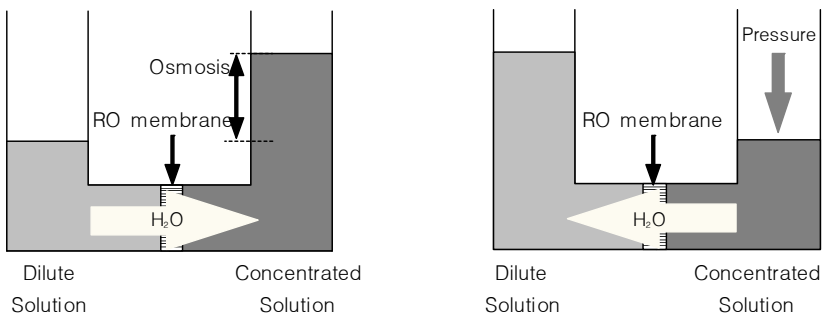 Osmosis
RO membrane
H₂O
Dilute
Solution
Concentrated
Solution
Pressure
RO membrane
H₂O
Dilute
Solution
Concentrated
Solution